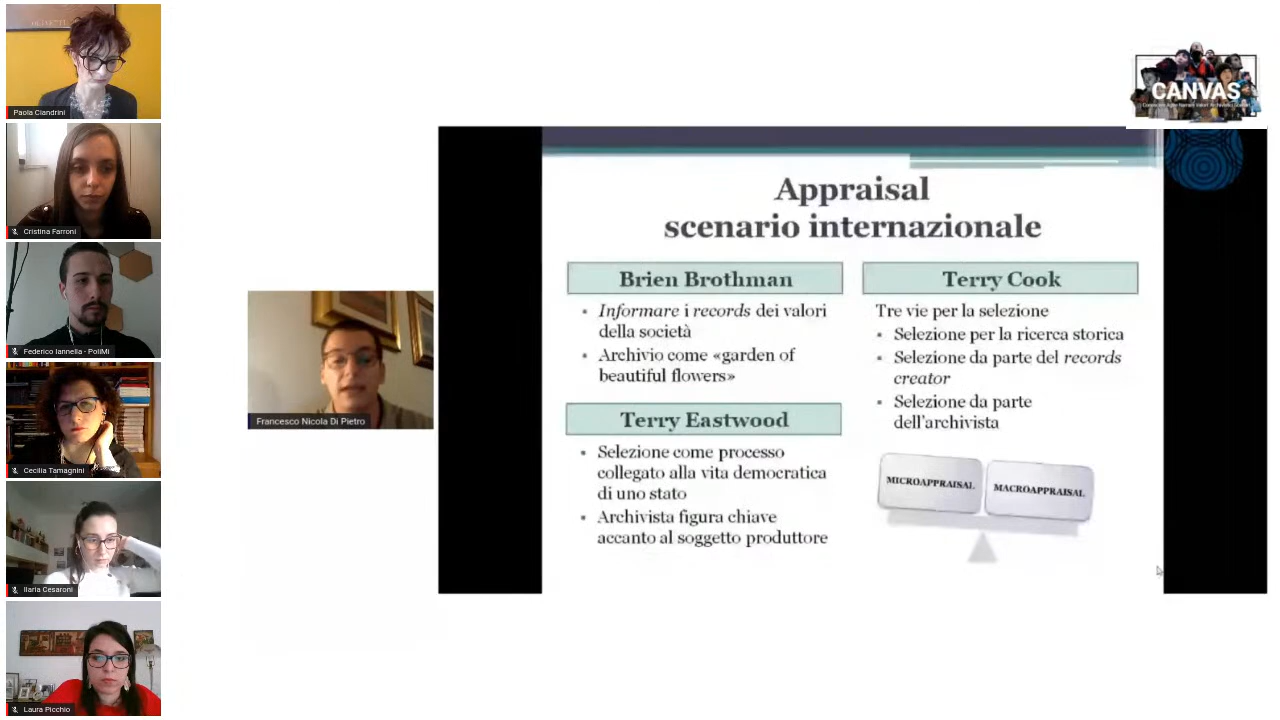 Paola Ciandrini
Cristina Farroni
Federico Iannella - PoliMi
Cecilia Tamagnini
Ilaria Cesaroni
Laura Picchio
Francesco Nicola Di Pietro
CANVAS
Appraisal
scenario internazionale
Brien Brothman
Informare i records dei valori
della società
Archivio come «garden of
beautiful flowers»
Terry Eastwood
Selezione come processo
collegato alla vita democratica
di uno stato
Archivista figura chiave
accanto al soggetto produttore
Terry Cook
Tre vie per la selezione
Selezione per la ricerca storica
Selezione da parte del records
creator
Selezione da parte
dell'archivista
MICROAPPRAISAL
MACROAPPRAISAL